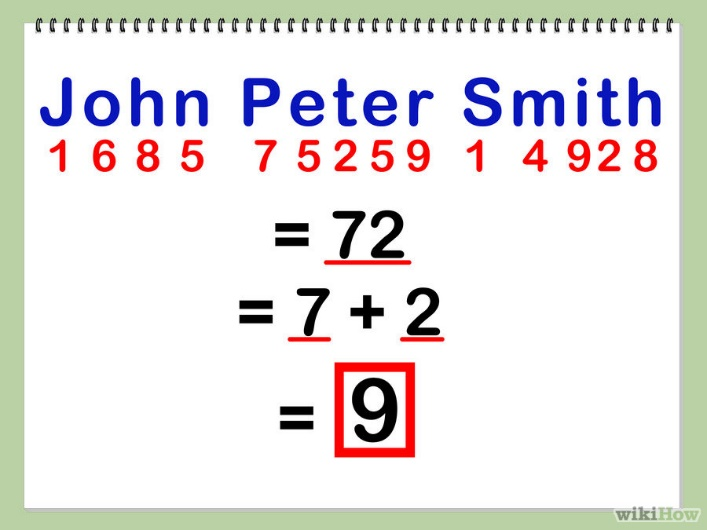 John Peter Smith
1 6 8 5 7 5 2 5 9 1 4 9 2 8
= 72
= 7 + 2
= 9
wikiHow